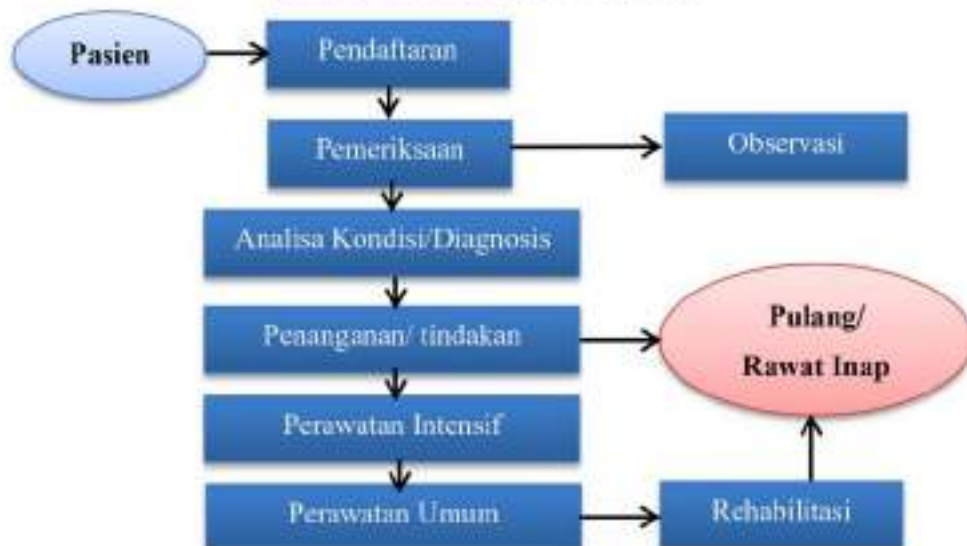 Pasien
Pendaftaran
Pemeriksaan
Observasi
Analisa Kondisi/Diagnosis
Penanganan/ tindakan
Pulang/
Rawat Inap
Perawatan Intensif
Perawatan Umum
Rehabilitasi